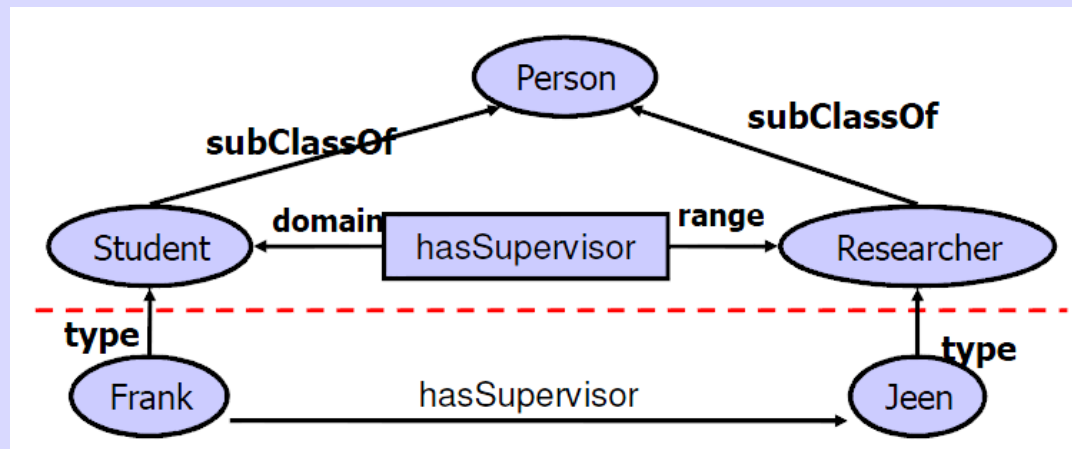 Person
subClassOf
subClassOf
domain
range
Student
hasSupervisor
Researcher
type
type
Frank
hasSupervisor
Jeen